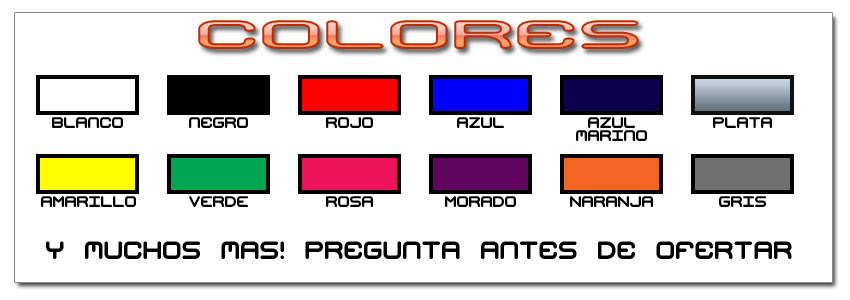 COLORES
BLANCO NEGRO ROJO AZUL AZUL MARINO PLATA
AMARILLO VERDE ROSA MORADO NARANJA GRIS
Y MUCHOS MAS! PREGUNTA ANTES DE OFERTAR